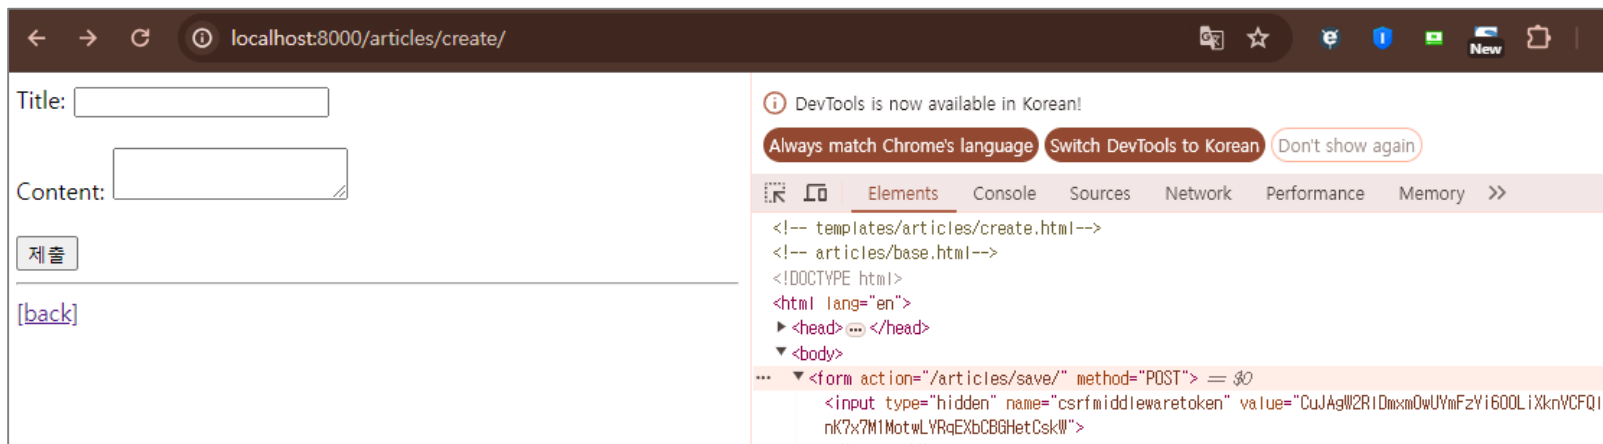 localhost:8000/articles/create/
New
Title:
Content:
제출
[back]
DevTools is now available in Korean!
Always match Chrome's language Switch DevTools to Korean Don't show again
Elements Console Sources Network Performance Memory
<!-- templates/articles/create.html-->
<!-- articles/base.html-->
<!DOCTYPE html>
<html lang="en">
<head> ••• </head>
<body>
••• <form action="/articles/save/" method="POST"> == $0
<input type="hidden" name="csrfmiddlewaretoken" value=